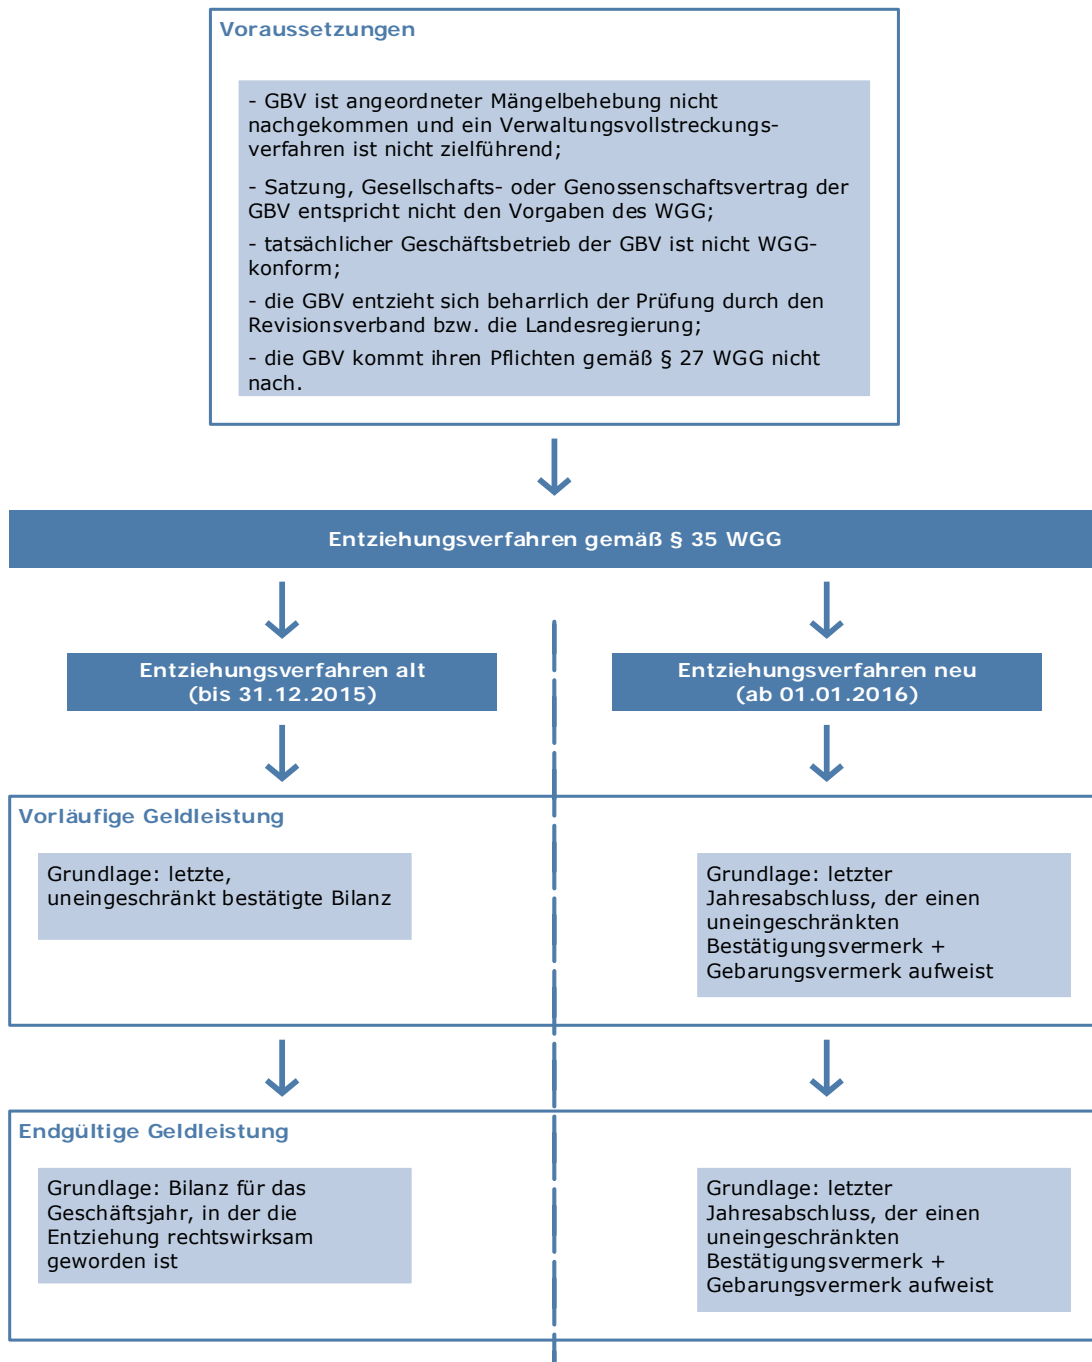 Voraussetzungen
- GBV ist angeordneter Mängelbehebung nicht
nachgekommen und ein Verwaltungsvollstreckungs-
verfahren ist nicht zielführend;
- Satzung, Gesellschafts- oder Genossenschaftsvertrag der
GBV entspricht nicht den Vorgaben des WGG;
- tatsächlicher Geschäftsbetrieb der GBV ist nicht WGG-
konform;
- die GBV entzieht sich beharrlich der Prüfung durch den
Revisionsverband bzw. die Landesregierung;
- die GBV kommt ihren Pflichten gemäß § 27 WGG nicht
nach.
Entziehungsverfahren gemäß § 35 WGG
Entziehungsverfahren alt
(bis 31.12.2015)
Entziehungsverfahren neu
(ab 01.01.2016)
Vorläufige Geldleistung
Grundlage: letzte,
uneingeschränkt bestätigte Bilanz
Grundlage: letzter
Jahresabschluss, der einen
uneingeschränkten
Bestätigungsvermerk +
Gebarungsvermerk aufweist
Endgültige Geldleistung
Grundlage: Bilanz für das
Geschäftsjahr, in der die
Entziehung rechtswirksam
geworden ist
Grundlage: letzter
Jahresabschluss, der einen
uneingeschränkten
Bestätigungsvermerk +
Gebarungsvermerk aufweist